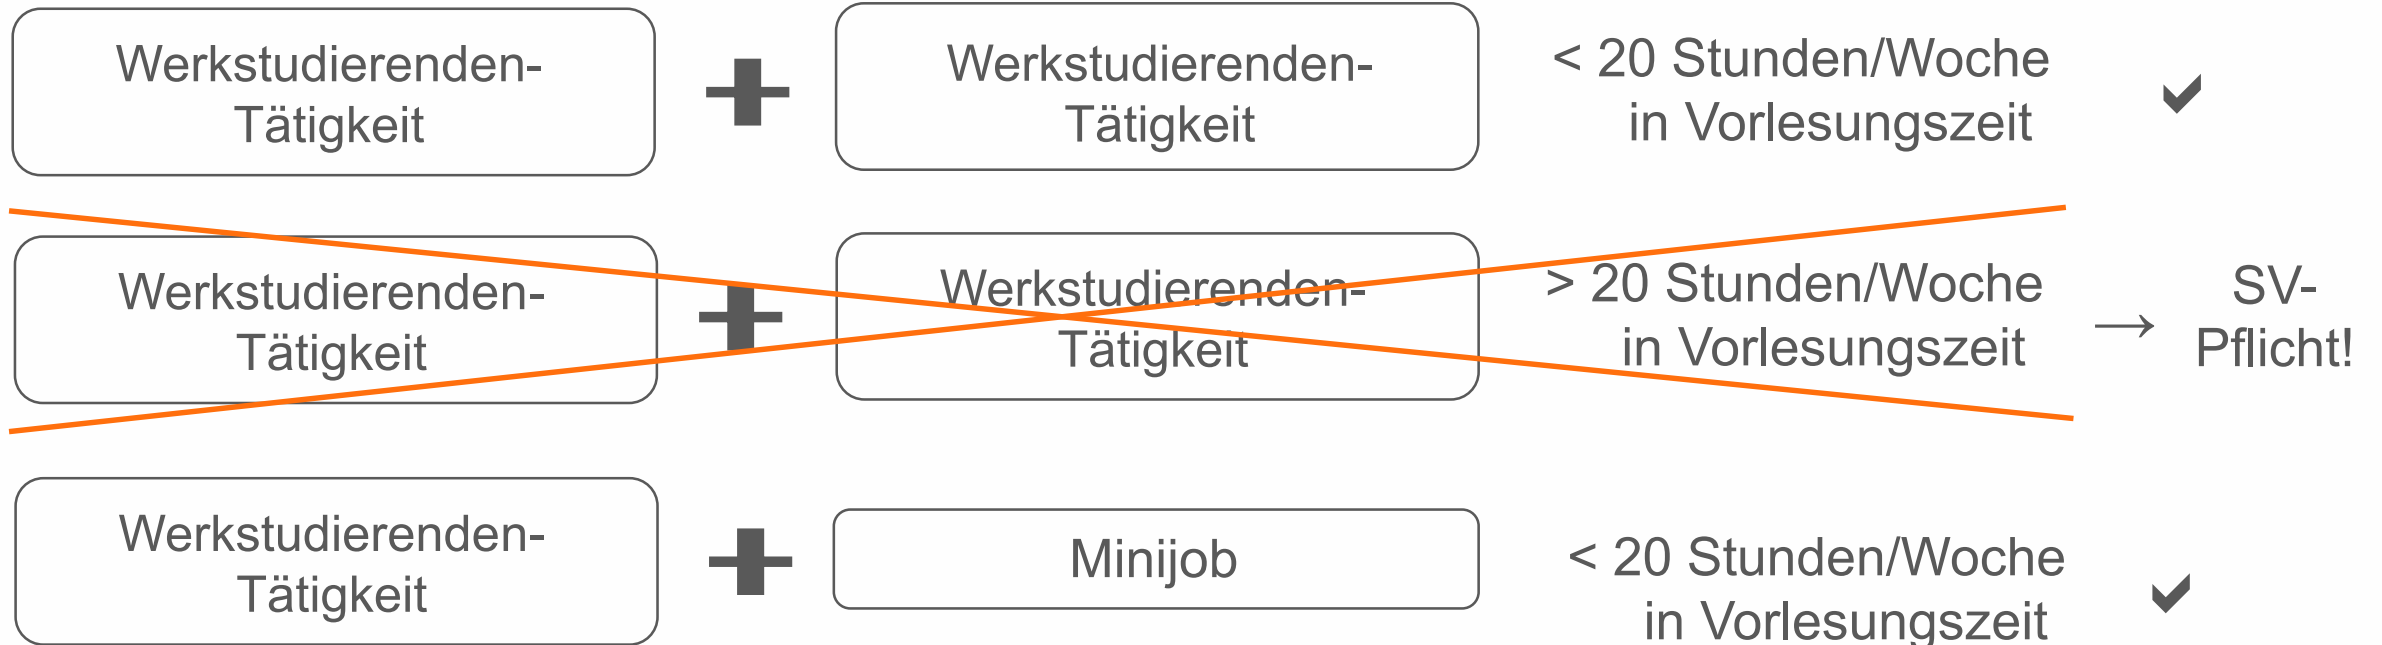 Werkstudierenden-
Tätigkeit
Werkstudierenden-
Tätigkeit
< 20 Stunden/Woche
in Vorlesungszeit
Werkstudierenden-
Tätigkeit
Werkstudierenden-
Tätigkeit
> 20 Stunden/Woche
in Vorlesungszeit
→
SV-
Pflicht!
Werkstudierenden-
Tätigkeit
Minijob
< 20 Stunden/Woche
in Vorlesungszeit